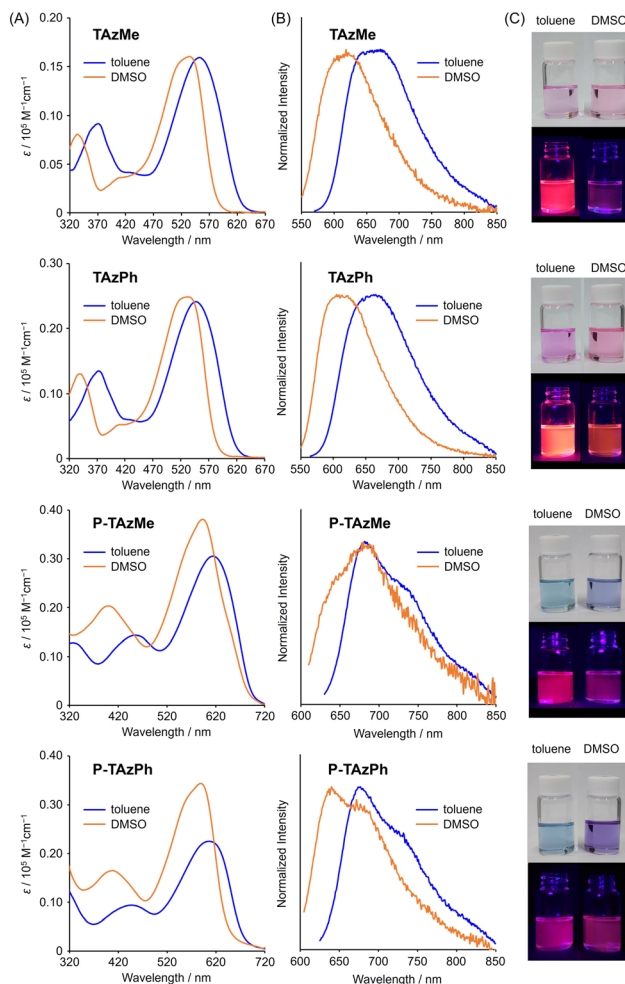 (A)
(B)
(C)
TAzMe
toluene
DMSO
ε / 10⁵ M⁻¹cm⁻¹
0.20
0.15
0.10
0.05
0
320 370 420 470 520 570 620 670
Wavelength / nm
toluene
DMSO
Normalized Intensity
550 600 650 700 750 800 850
Wavelength / nm
toluene DMSO
TAzPh
toluene
DMSO
ε / 10⁵ M⁻¹cm⁻¹
0.30
0.20
0.10
0
320 370 420 470 520 570 620 670
Wavelength / nm
TAzPh
toluene
DMSO
Normalized Intensity
550 600 650 700 750 800 850
Wavelength / nm
toluene DMSO
P-TAzMe
toluene
DMSO
ε / 10⁵ M⁻¹cm⁻¹
0.40
0.30
0.20
0.10
0.00
320 420 520 620 720
Wavelength / nm
P-TAzMe
toluene
DMSO
Normalized Intensity
600 650 700 750 800 850
Wavelength / nm
toluene DMSO
P-TAzPh
toluene
DMSO
ε / 10⁵ M⁻¹cm⁻¹
0.40
0.30
0.20
0.10
0
320 420 520 620 720
Wavelength / nm
P-TAzPh
toluene
DMSO
Normalized Intensity
600 650 700 750 800 850
Wavelength / nm
toluene DMSO